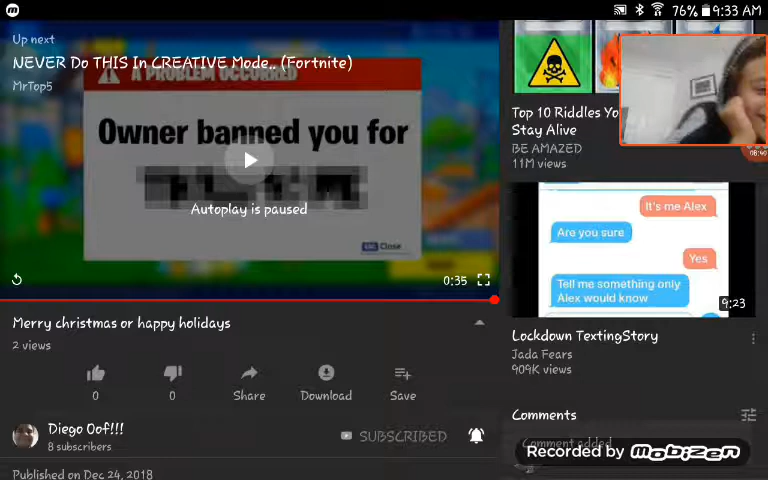 76% 9:33 AM
Up next
NEVER Do THIS In CREATIVE Mode.. (Fortnite)
MrTop5
A PROBLEM OCCURRED
Owner banned you for
Autoplay is paused
ESC Close
0:35
Merry christmas or happy holidays
2 views
0
0
Share
Download
Save
Diego Oof!!!
8 subscribers
SUBSCRIBED
Published on Dec 24, 2018
Top 10 Riddles
Stay Alive
BE AMAZED
11M views
It's me Alex
Are you sure
Yes
Tell me something only
Alex would know
9:23
Lockdown TextingStory
Jada Fears
909K views
Comments
Comment added
Recorded by mobizen